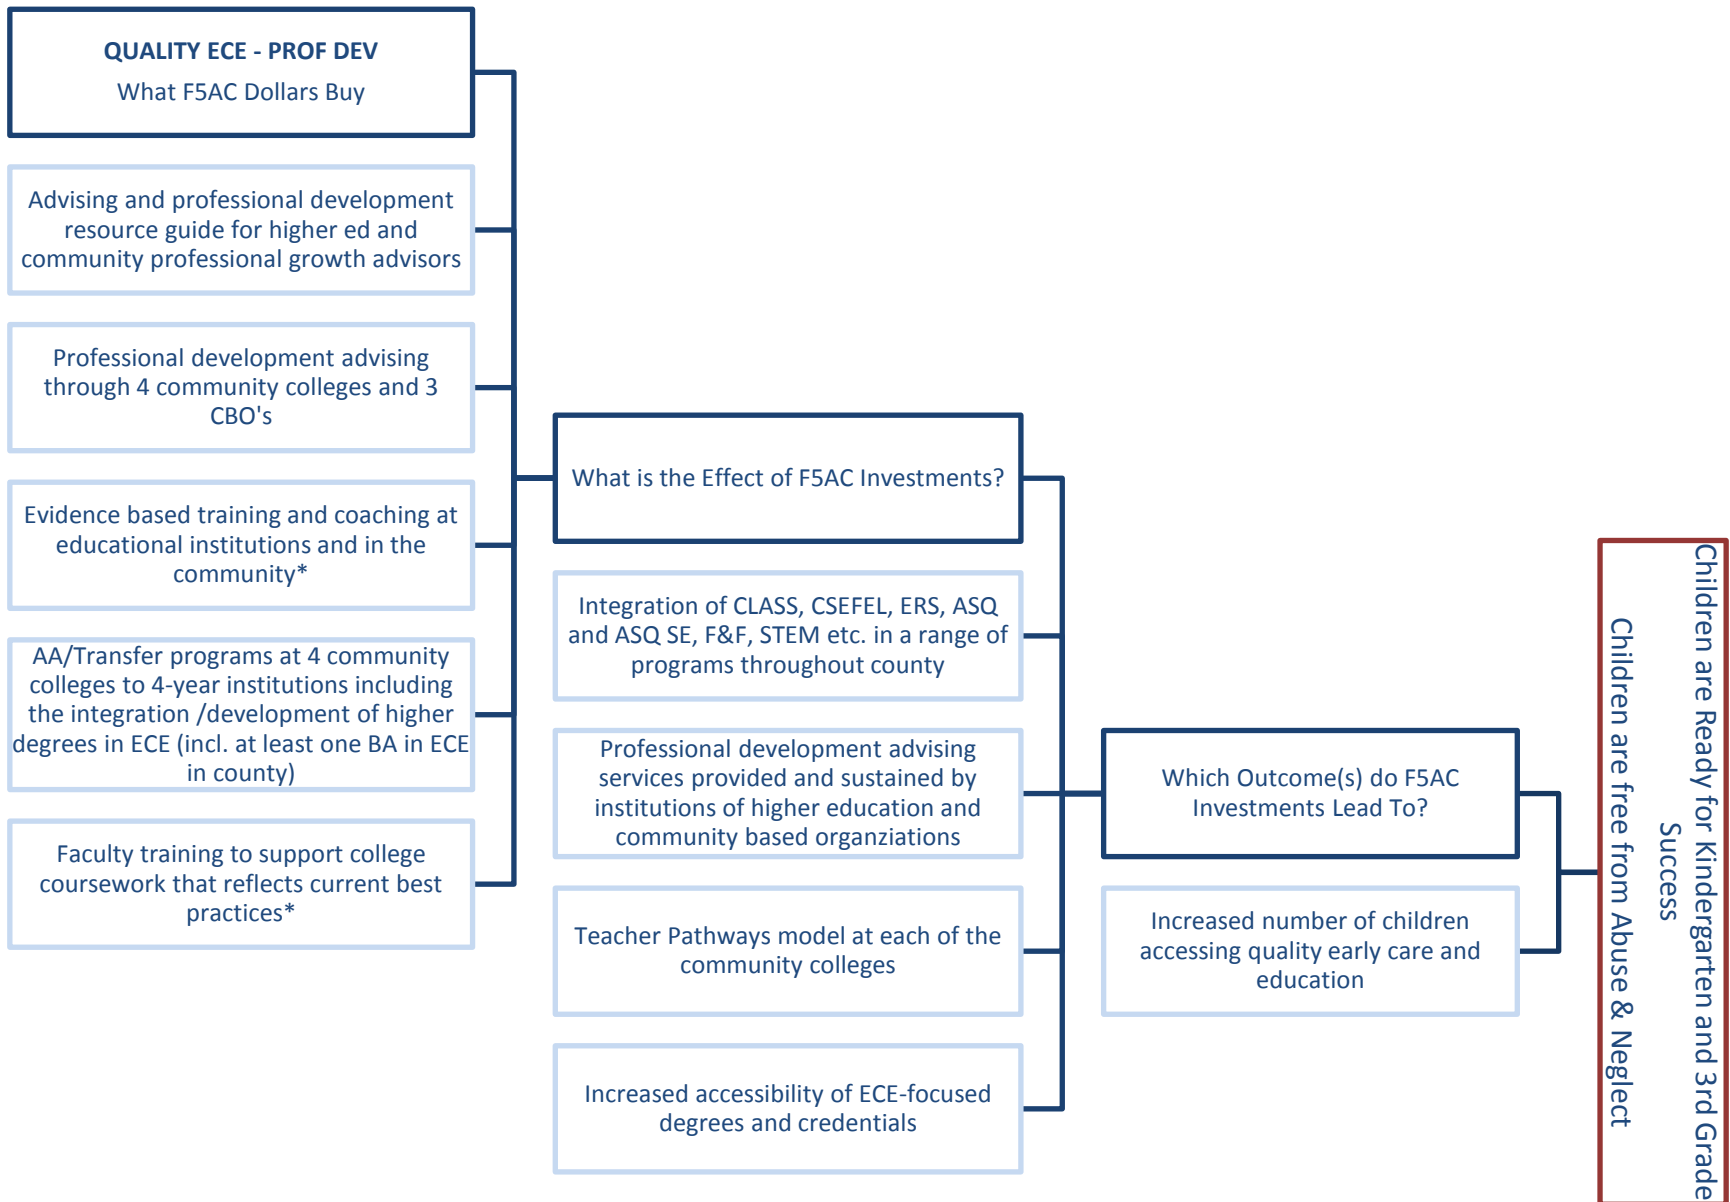 QUALITY ECE - PROF DEV
What F5AC Dollars Buy
Advising and professional development
resource guide for higher ed and
community professional growth advisors
Professional development advising
through 4 community colleges and 3
CBO's
Evidence based training and coaching at
educational institutions and in the
community*
AA/Transfer programs at 4 community
colleges to 4-year institutions including
the integration /development of higher
degrees in ECE (incl. at least one BA in ECE
in county)
Faculty training to support college
coursework that reflects current best
practices*
What is the Effect of F5AC Investments?
Integration of CLASS, CSEFEL, ERS, ASQ
and ASQ SE, F&F, STEM etc. in a range of
programs throughout county
Professional development advising
services provided and sustained by
institutions of higher education and
community based organziations
Teacher Pathways model at each of the
community colleges
Increased accessibility of ECE-focused
degrees and credentials
Which Outcome(s) do F5AC
Investments Lead To?
Increased number of children
accessing quality early care and
education
Children are Ready for Kindergarten and 3rd Grade
Success
Children are free from Abuse & Neglect